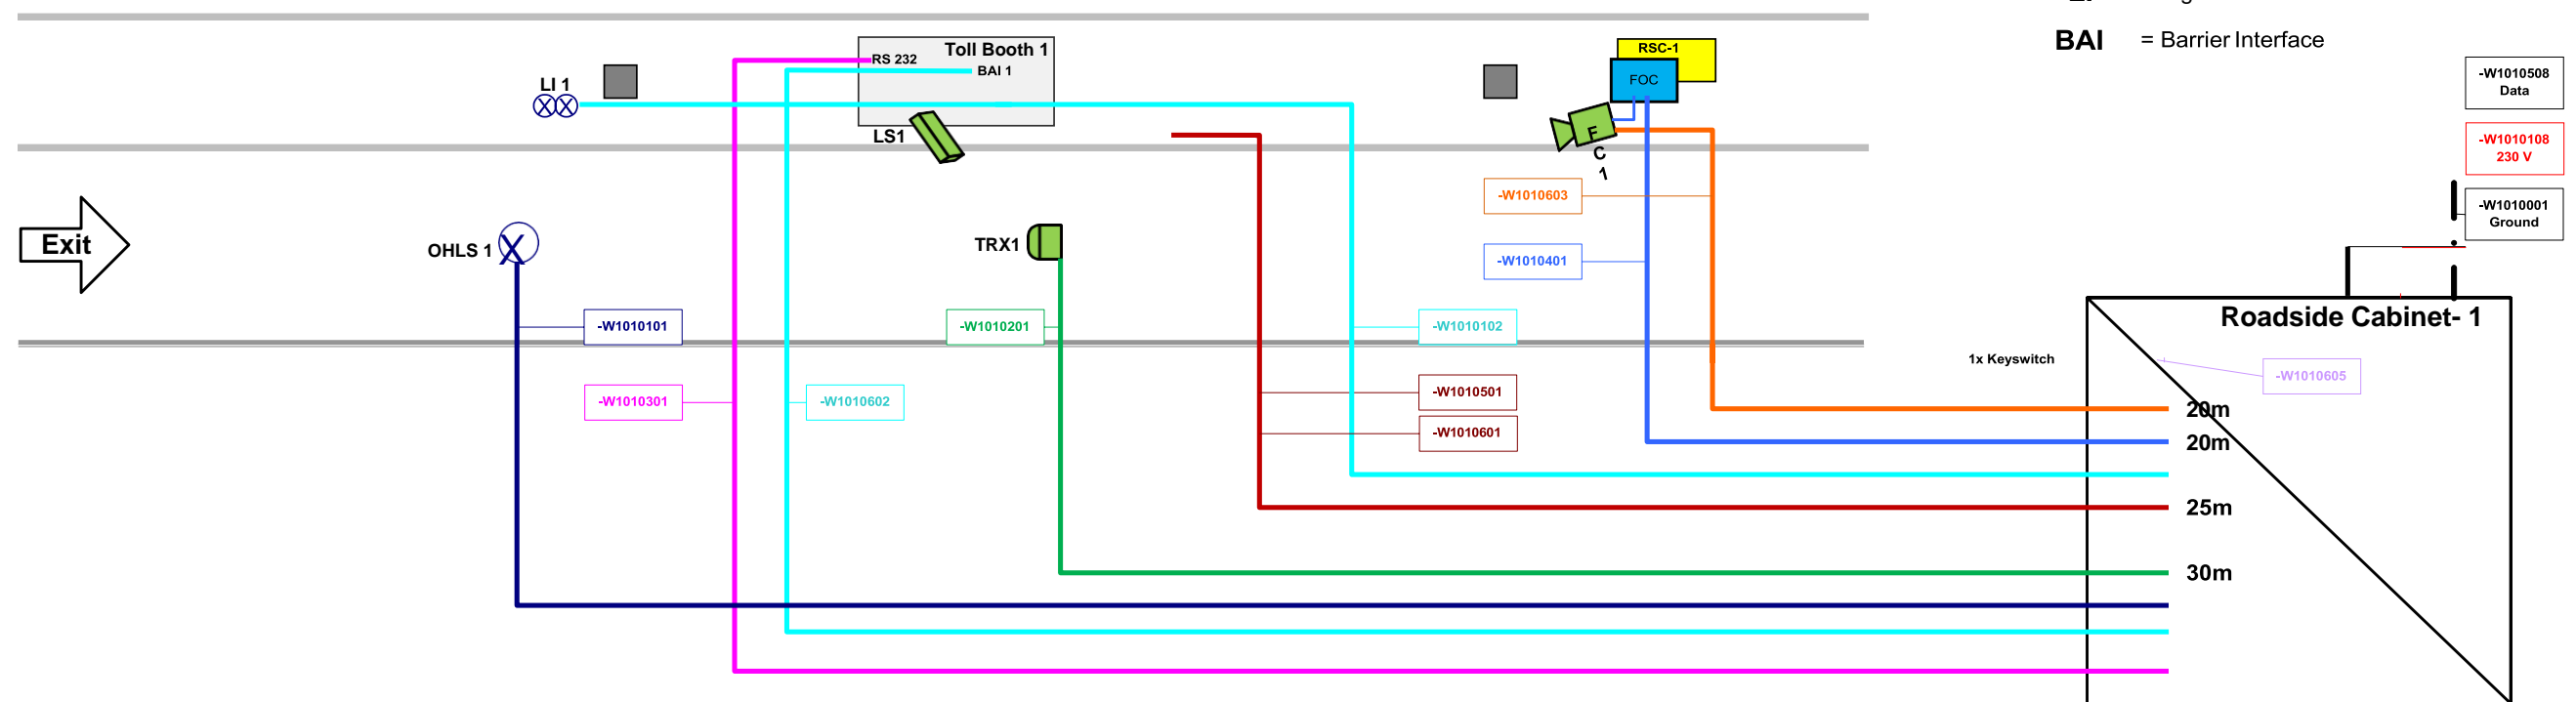 BAI = Barrier Interface
RSC-1
Toll Booth 1
RS 232
BAI 1
FOC
LI 1
-W1010508
Data
LS1
F
C
1
-W1010108
230 V
-W1010603
-W1010001
Ground
Exit
OHLS 1
TRX1
-W1010401
Roadside Cabinet- 1
-W1010101
-W1010201
-W1010102
1x Keyswitch
-W1010605
-W1010301
-W1010602
-W1010501
20m
-W1010601
20m
25m
30m